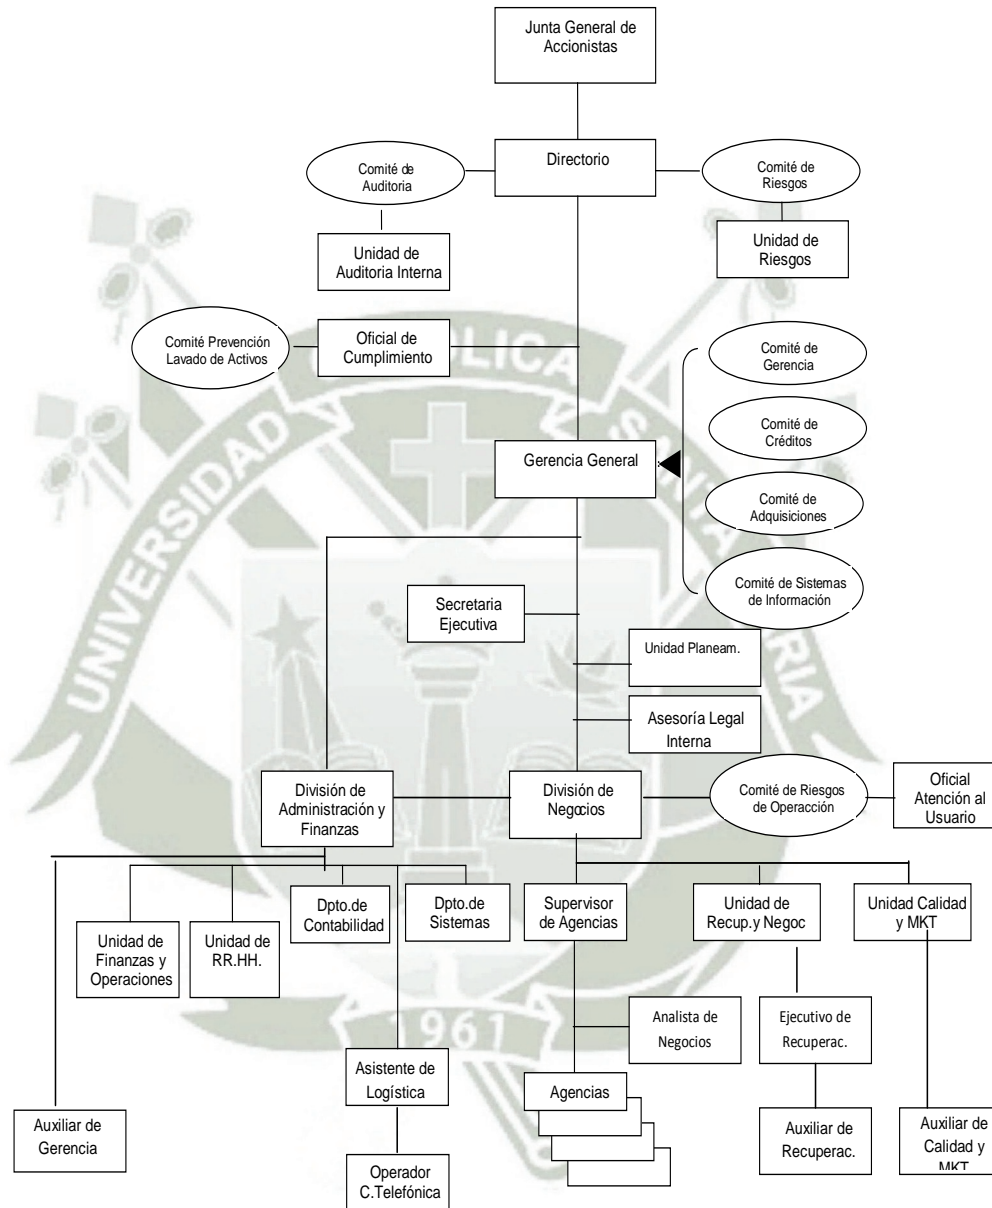 Junta General de
Accionistas
Directorio
Comité de
Auditoria
Comité de
Riesgos
Unidad de
Auditoria Interna
Unidad de
Riesgos
Comité Prevención
Lavado de Activos
Oficial de
Cumplimiento
Comité de
Gerencia
Comité de
Créditos
Gerencia General
Comité de
Adquisiciones
Comité de Sistemas
de Información
Secretaria
Ejecutiva
Unidad Planeam.
Asesoría Legal
Interna
División de
Administración y
Finanzas
División de
Negocios
Comité de Riesgos
de Operacción
Oficial
Atención al
Usuario
Unidad de
Finanzas y
Operaciones
Unidad de
RR.HH.
Dpto.de
Contabilidad
Dpto.de
Sistemas
Supervisor
de Agencias
Unidad de
Recup.y Negoc
Unidad Calidad
y MKT
Analista de
Negocios
Ejecutivo de
Recuperac.
Asistente de
Logística
Agencias
Auxiliar de
Gerencia
Operador
C.Telefónica
Auxiliar de
Recuperac.
Auxiliar de
Calidad y
MKT
UNIVERSIDAD
SANTA
1961